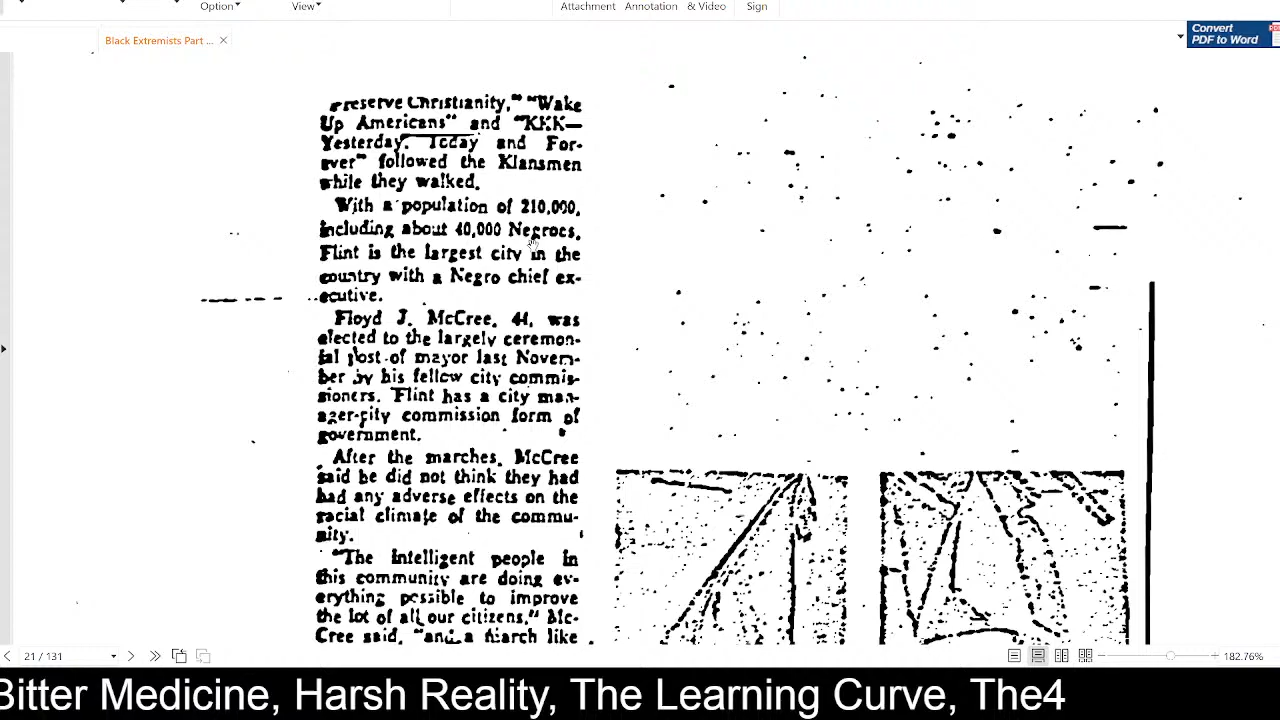 Option
View
Attachment
Annotation
& Video
Sign
Black Extremists Part ...
Convert
PDF to Word
Preserve Christianity," "Wake
Up Americans" and "KKK—
Yesterday, Today and For-
ever" followed the Klansmen
while they walked.
With a population of 210,000,
including about 40,000 Negroes,
Flint is the largest city in the
country with a Negro chief ex-
ecutive.
Floyd J. McCree, 44, was
elected to the largely ceremon-
ial post of mayor last Novem-
ber by his fellow city commis-
sioners. Flint has a city man-
ager-city commission form of
government.
After the marches, McCree
said he did not think they had
had any adverse effects on the
racial climate of the commu-
nity.
"The intelligent people in
this community are doing ev-
erything possible to improve
the lot of all our citizens," Mc-
Cree said, "and a march like
21 / 131
182.76%
Bitter Medicine, Harsh Reality, The Learning Curve, The4